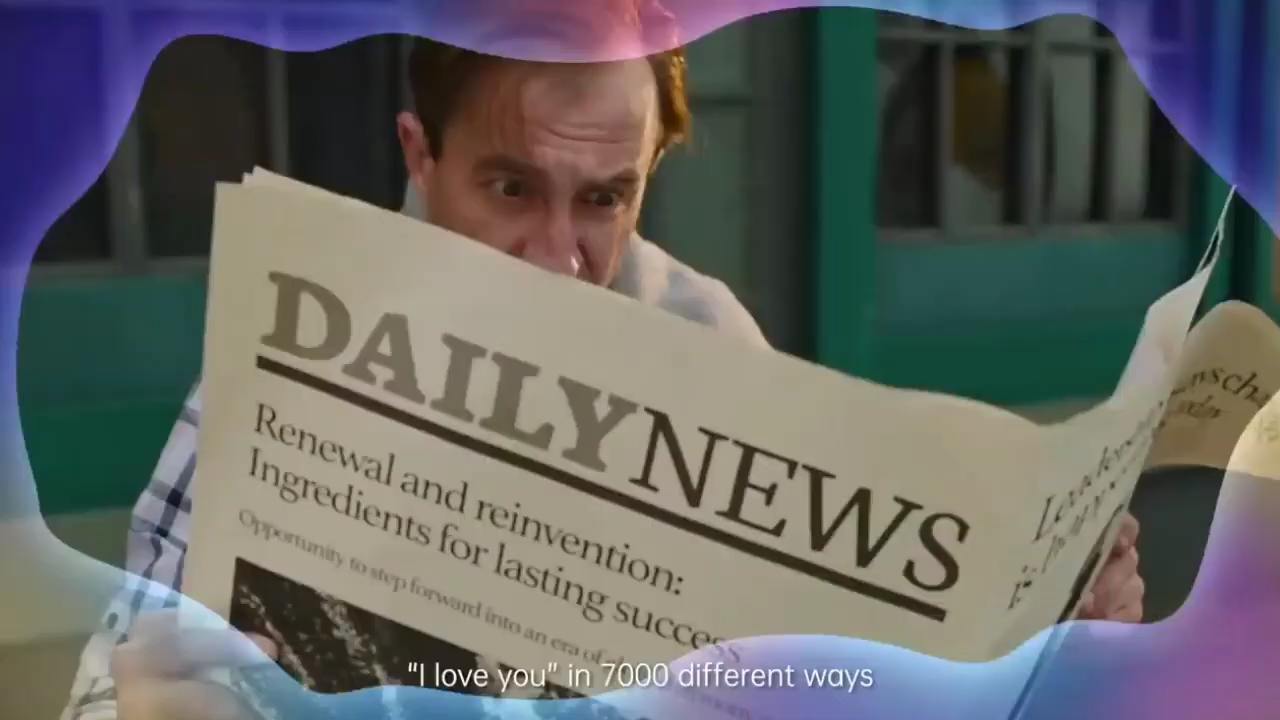 DAILY NEWS
Renewal and reinvention:
Ingredients for lasting success
Opportunity to step forward into an era of
"I love you" in 7000 different ways